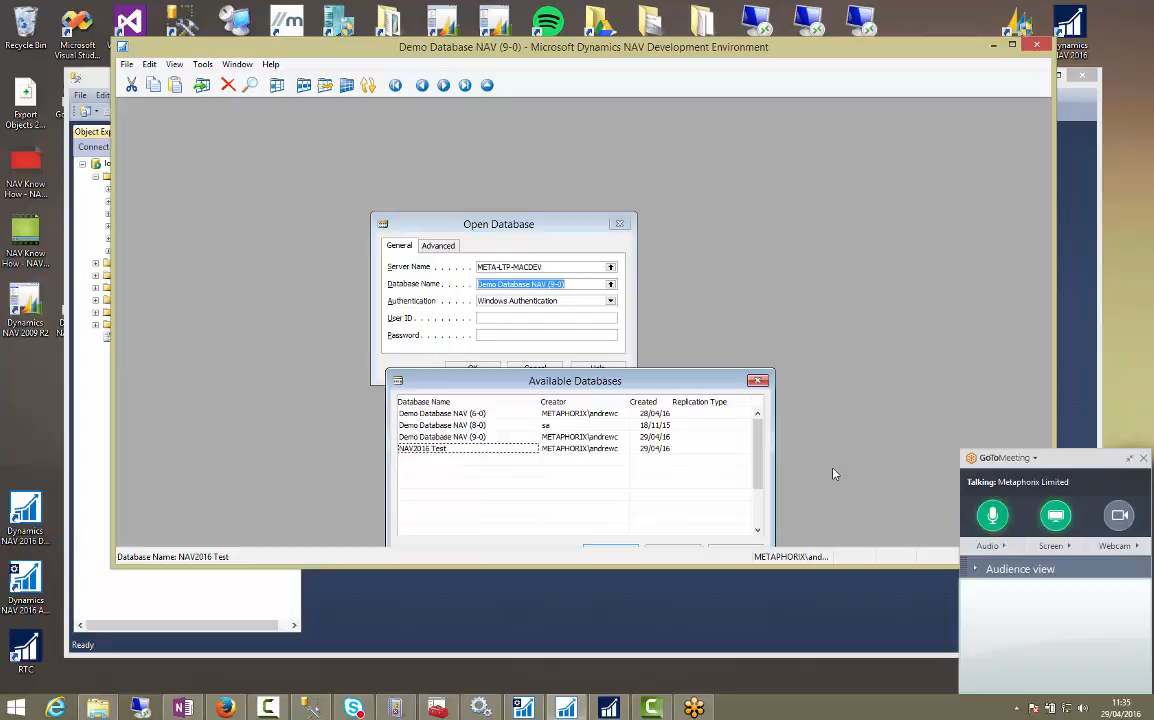 Recycle Bin
Microsoft
Visual Stud...
Export
Objects 2...
NAV Know
How - NA...
NAV Know
How - NAV...
Dynamics
NAV 2009 R2
Dynamics
NAV 2016 D...
Dynamics
NAV 2016 A...
RTC
NAV 2016
File
Object Exp
Connect
Ready
Demo Database NAV (9-0) - Microsoft Dynamics NAV Development Environment
File Edit View Tools Window Help
Open Database
General Advanced
Server Name . . . . . . META-LTP-MACDEV
Database Name . . . . . Demo Database NAV (9-0)
Authentication . . . . . . Windows Authentication
User ID . . . . . . . . .
Password . . . . . . . .
Available Databases
Database Name Creator Created Replication Type
Demo Database NAV (6-0) METAPHORIX\andrewc 28/04/16
Demo Database NAV (8-0) sa 18/11/15
Demo Database NAV (9-0) METAPHORIX\andrewc 29/04/16
NAV2016 Test METAPHORIX\andrewc 29/04/16
Database Name: NAV2016 Test METAPHORIX\and...
GoToMeeting
Talking: Metaphorix Limited
Audio Screen Webcam
Audience view
11:35
29/04/2016